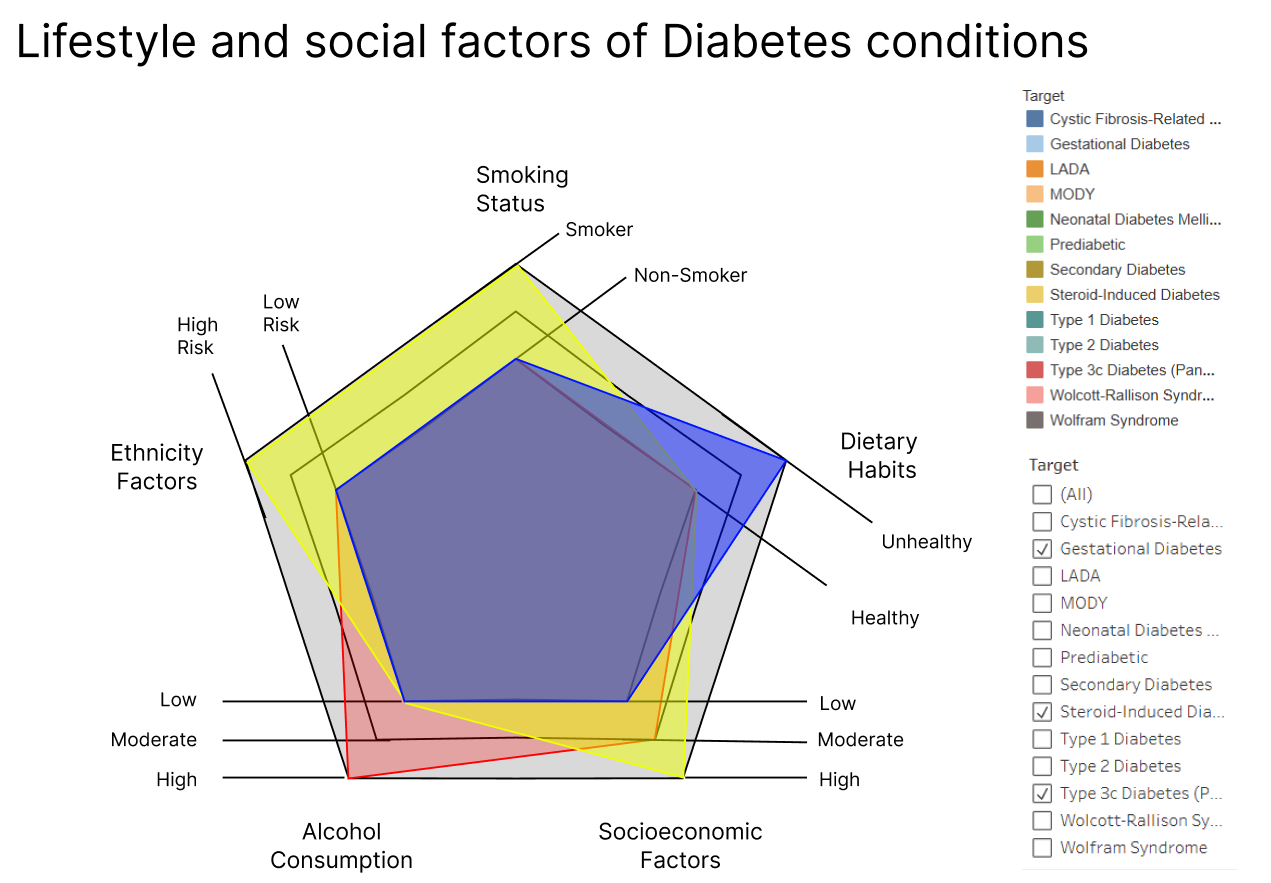 Lifestyle and social factors of Diabetes conditions
Smoking
Status
Smoker
Non-Smoker
Low
Risk
High
Risk
Ethnicity
Factors
Dietary
Habits
Unhealthy
Healthy
Low
Moderate
High
Low
Moderate
High
Alcohol
Consumption
Socioeconomic
Factors
Target
Cystic Fibrosis-Related ...
Gestational Diabetes
LADA
MODY
Neonatal Diabetes Melli...
Prediabetic
Secondary Diabetes
Steroid-Induced Diabetes
Type 1 Diabetes
Type 2 Diabetes
Type 3c Diabetes (Pan...
Wolcott-Rallison Syndr...
Wolfram Syndrome
Target
(All)
Cystic Fibrosis-Rela...
Gestational Diabetes
LADA
MODY
Neonatal Diabetes ...
Prediabetic
Secondary Diabetes
Steroid-Induced Dia...
Type 1 Diabetes
Type 2 Diabetes
Type 3c Diabetes (P...
Wolcott-Rallison Sy...
Wolfram Syndrome